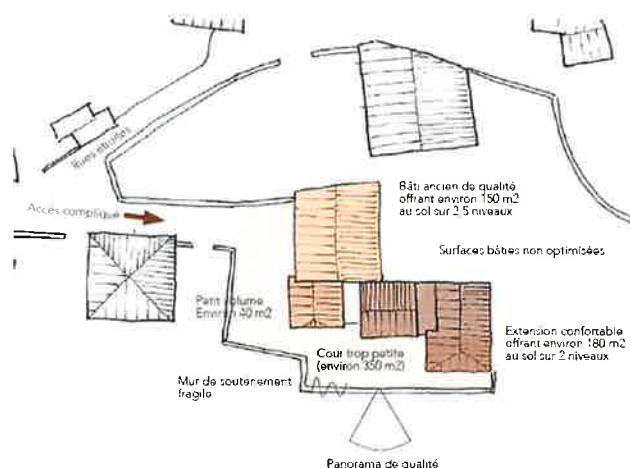 Rues étroites
Bâti ancien de qualité
offrant environ 150 m2
au sol sur 2,5 niveaux
Accès compliqué
Surfaces bâties non optimisées
Petit volume
Environ 40 m2
Extension confortable
offrant environ 180 m2
au sol sur 2 niveaux
Cour trop petite
(environ 350 m2)
Mur de soutenement
fragile
Panorama de qualité